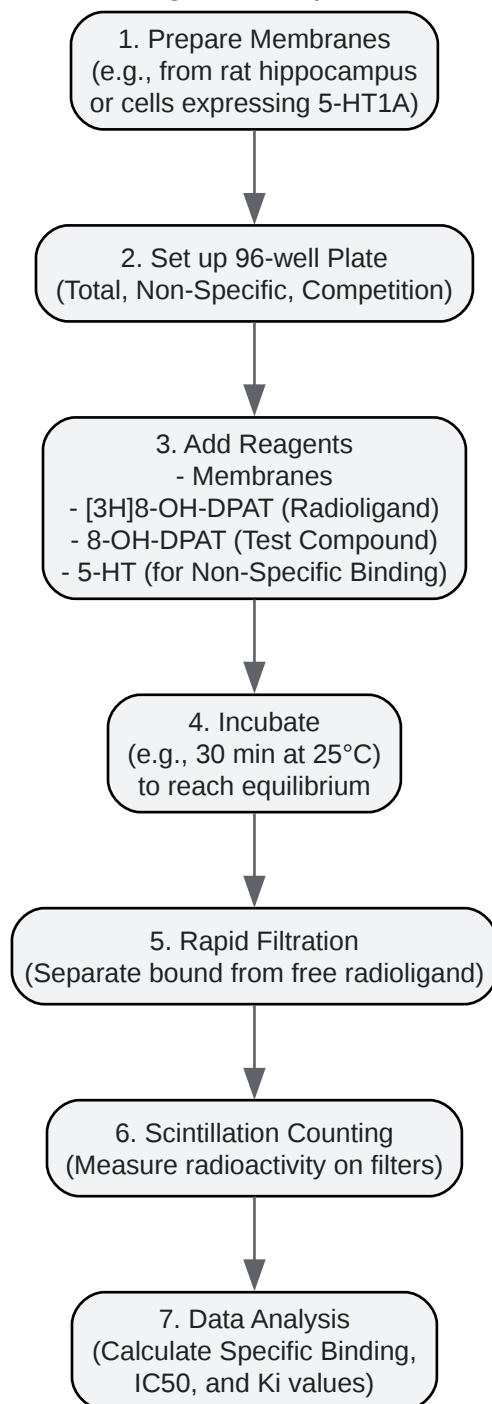 1. Prepare Membranes
(e.g., from rat hippocampus
or cells expressing 5-HT1A)
2. Set up 96-well Plate
(Total, Non-Specific, Competition)
3. Add Reagents
- Membranes
- [3H]8-OH-DPAT (Radioligand)
- 8-OH-DPAT (Test Compound)
- 5-HT (for Non-Specific Binding)
4. Incubate
(e.g., 30 min at 25°C)
to reach equilibrium
5. Rapid Filtration
(Separate bound from free radioligand)
6. Scintillation Counting
(Measure radioactivity on filters)
7. Data Analysis
(Calculate Specific Binding,
IC50, and Ki values)